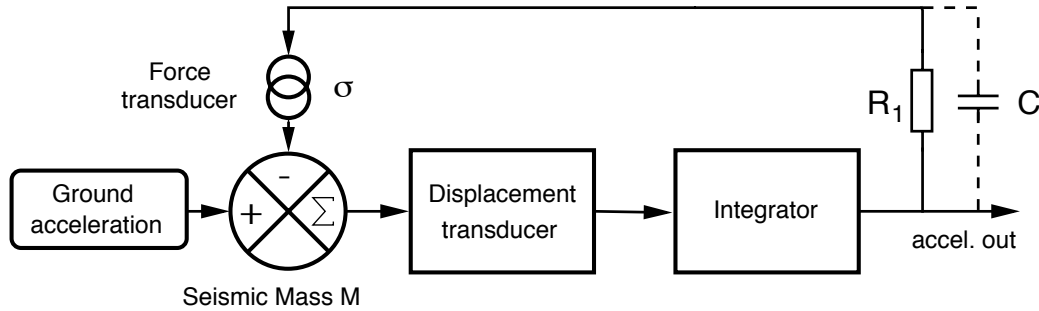 Force
transducer
σ
R1
C
Ground
acceleration
-
+
Σ
Displacement
transducer
Integrator
accel. out
Seismic Mass M